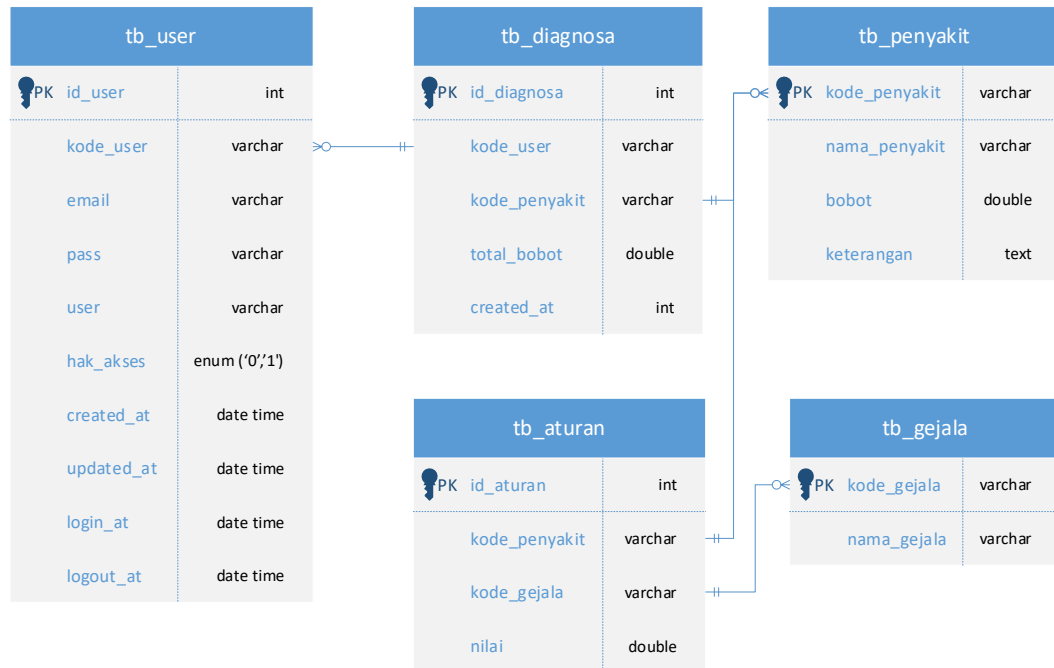 tb_user
PK id_user int
kode_user varchar
email varchar
pass varchar
user varchar
hak_akses enum (‘0’,’1')
created_at date time
updated_at date time
login_at date time
logout_at date time
tb_diagnosa
PK id_diagnosa int
kode_user varchar
kode_penyakit varchar
total_bobot double
created_at int
tb_penyakit
PK kode_penyakit varchar
nama_penyakit varchar
bobot double
keterangan text
tb_aturan
PK id_aturan int
kode_penyakit varchar
kode_gejala varchar
nilai double
tb_gejala
PK kode_gejala varchar
nama_gejala varchar